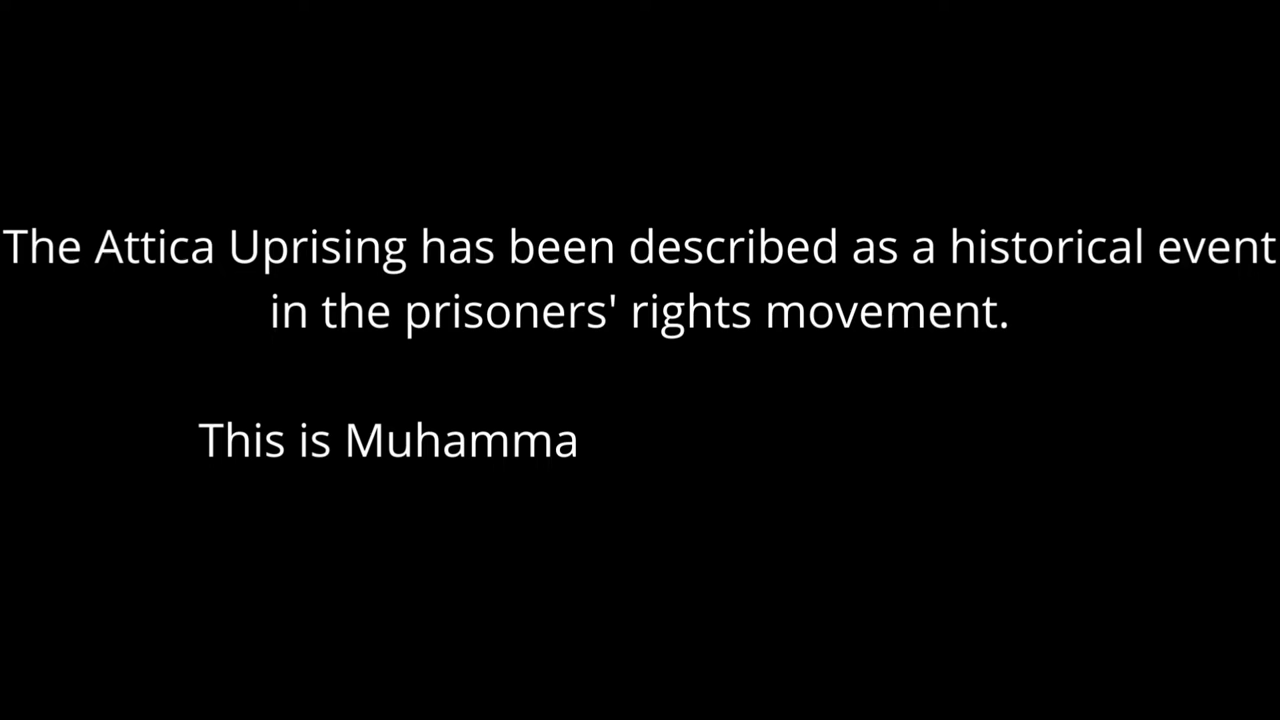 The Attica Uprising has been described as a historical event
in the prisoners' rights movement.
This is Muhamma